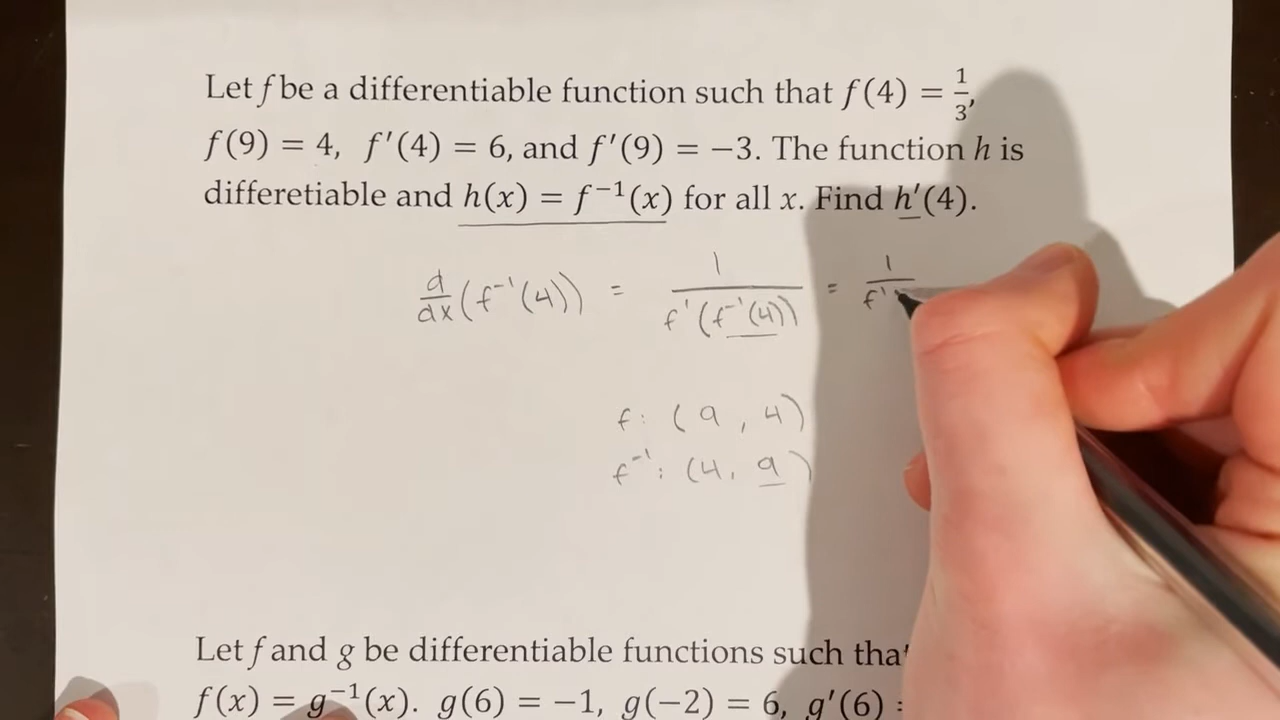 Let f be a differentiable function such that f(4) = 1/3,
f(9) = 4, f'(4) = 6, and f'(9) = −3. The function h is
differetiable and h(x) = f⁻¹(x) for all x. Find h'(4).
d/dx (f⁻¹(4)) = 1/(f'(f⁻¹(4))) = 1/f'
f: (9, 4)
f⁻¹: (4, 9)
Let f and g be differentiable functions such that
f(x) = g⁻¹(x). g(6) = −1, g(−2) = 6, g'(6) =